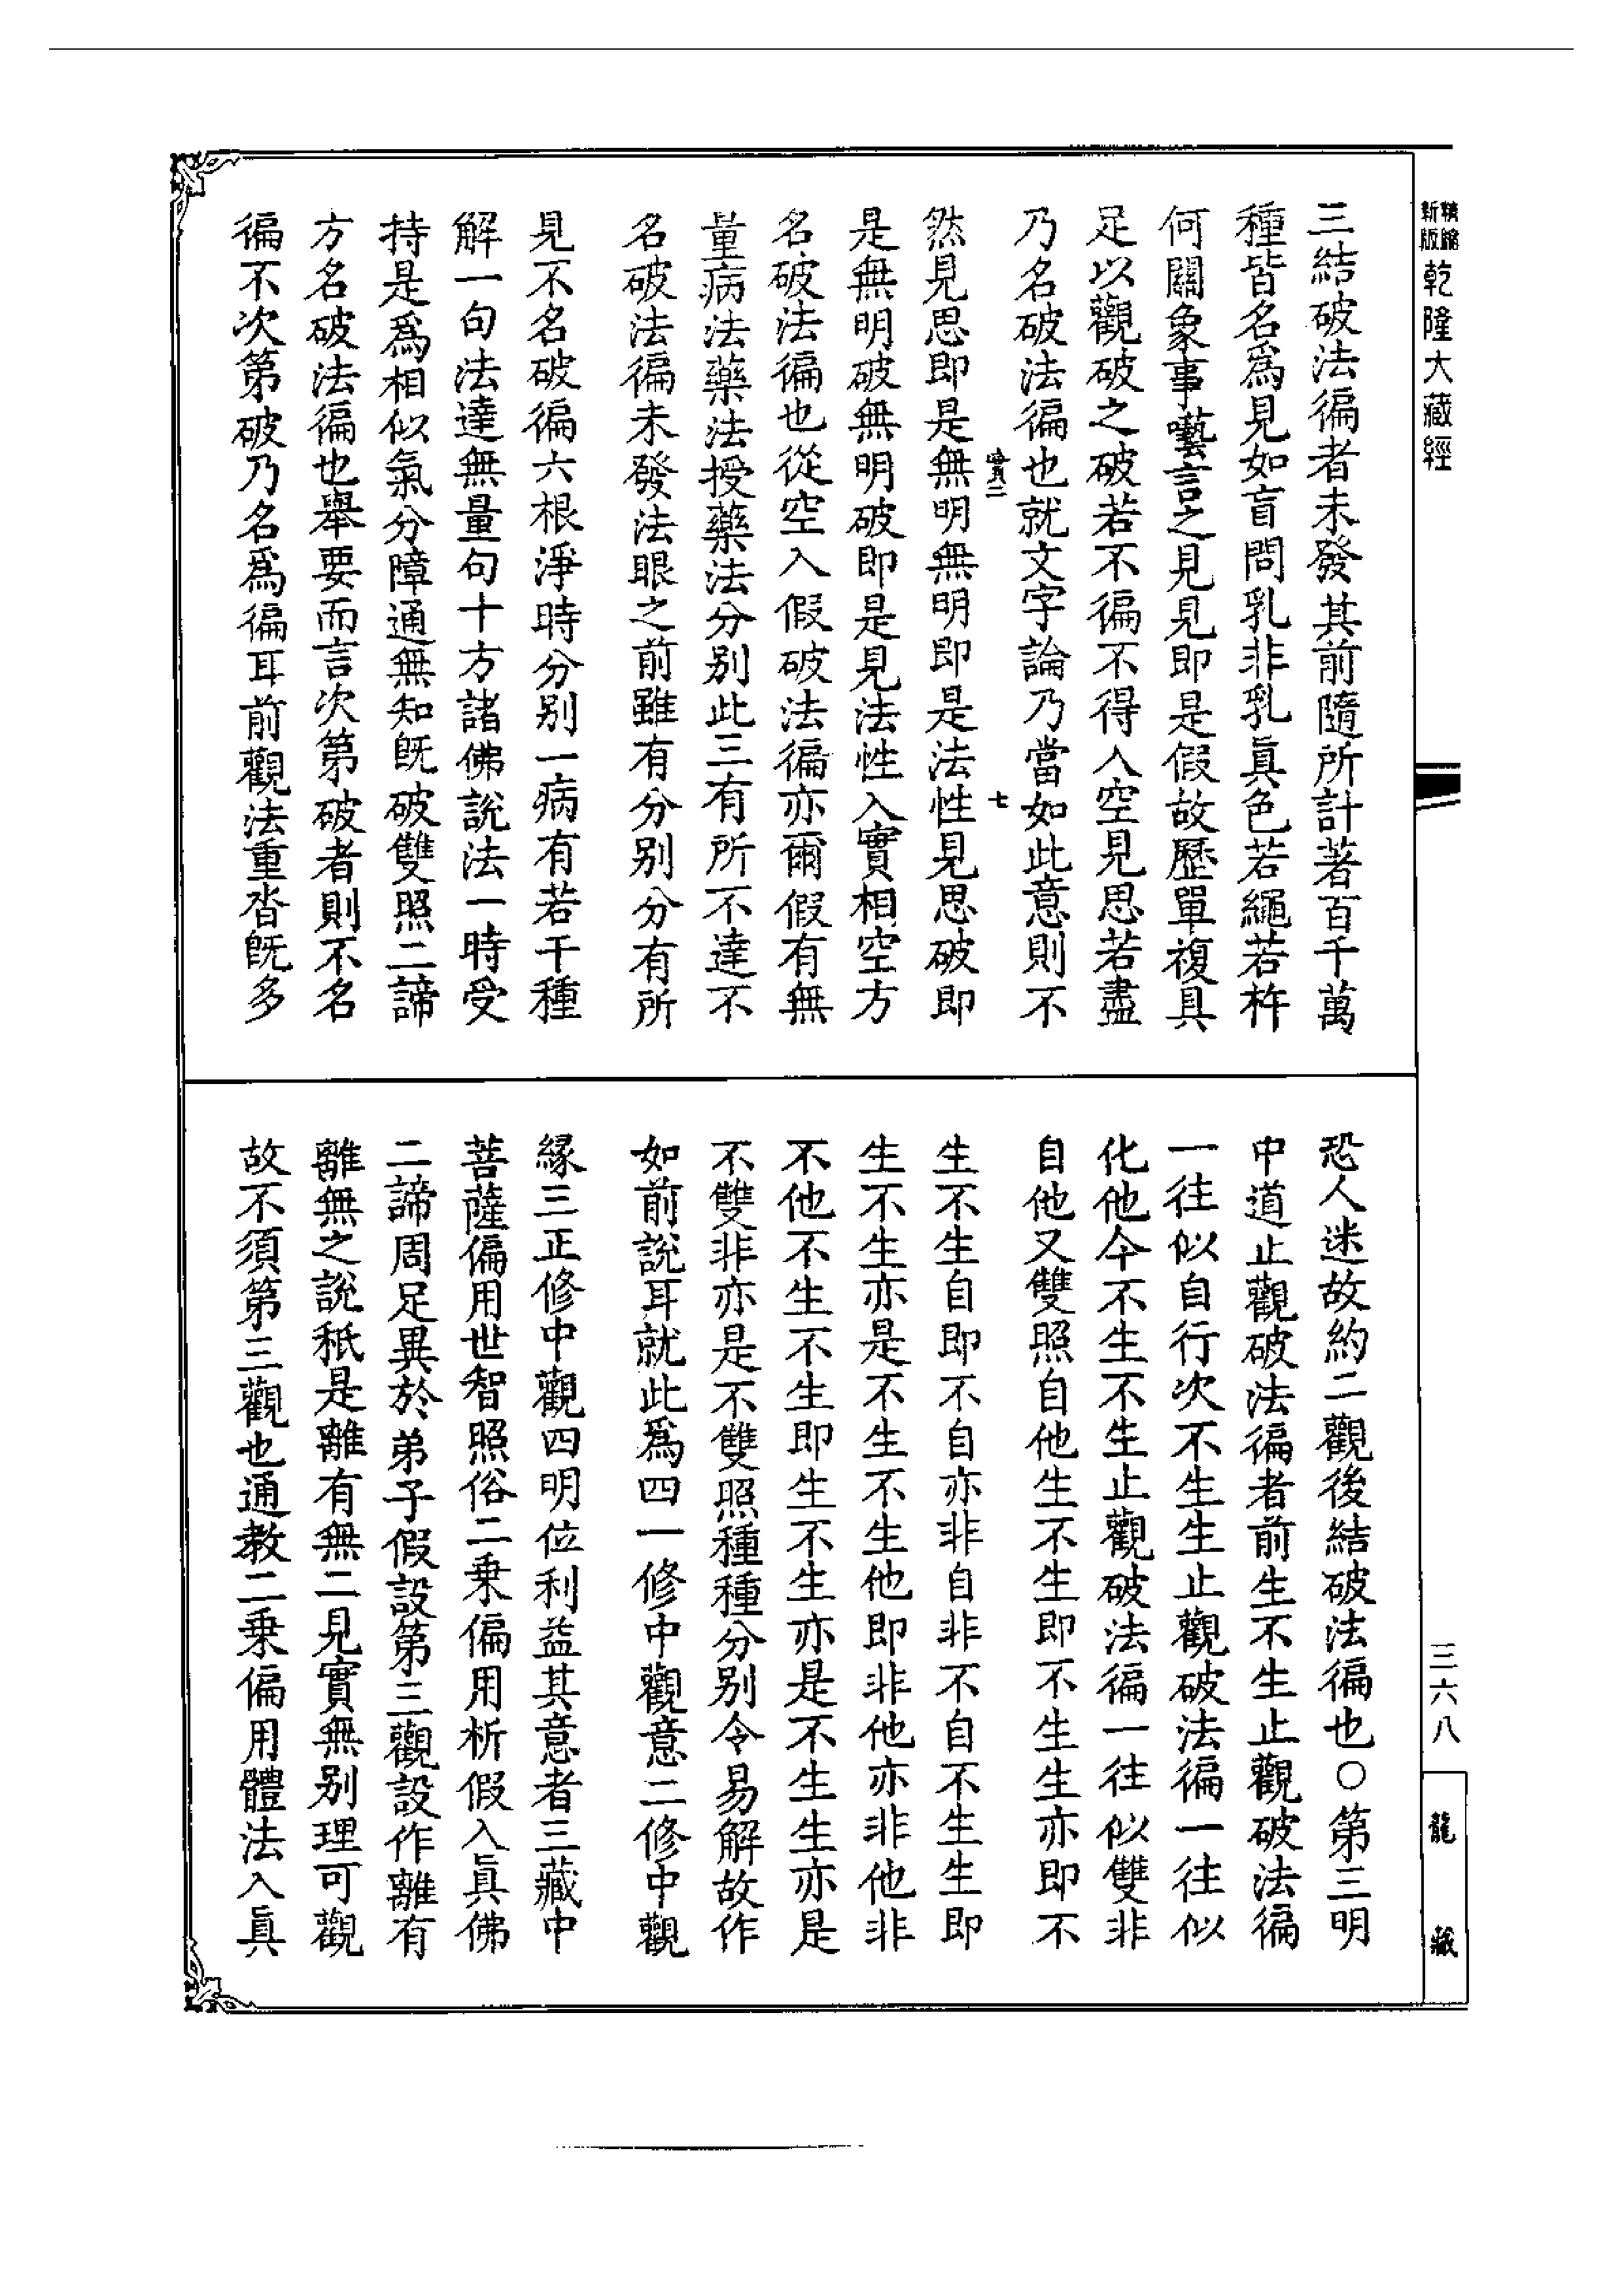 新版
精縮
乾隆大藏經
三六八
龍藏
三結破法徧者未發其前隨所計著百千萬
種皆名爲見如盲問乳非乳眞色若繩若杵
何關象事囈言之見見即是假故歷單複具
足以觀破之破若不徧不得入空見思若盡
乃名破法徧也就文字論乃當如此意則不
七
然見思即是無明無明即是法性見思破即
是無明破無明破即是見法性入實相空方
名破法徧也從空入假破法徧亦爾假有無
量病法藥法授藥法分别此三有所不達不
名破法徧未發法眼之前雖有分别分有所
見不名破徧六根淨時分别一病有若干種
解一句法達無量句十方諸佛說法一時受
持是爲相似氣分障通無知旣破雙照二諦
方名破法徧也舉要而言次第破者則不名
徧不次第破乃名爲徧耳前觀法重沓旣多
恐人迷故約二觀後結破法徧也○第三明
中道止觀破法徧者前生不生止觀破法徧
一往似自行次不生生止觀破法徧一往似
化他今不生不生止觀破法徧一往似雙非
自他又雙照自他生不生即不生生亦即不
生不生自即不自亦非自非不自不生生即
生不生亦是不生不生他即非他亦非他非
不他不生不生即生不生亦是不生生亦是
不雙非亦是不雙照種種分别令易解故作
如前說耳就此爲四一修中觀意二修中觀
緣三正修中觀四明位利益其意者三藏中
菩薩偏用世智照俗二乘偏用析假入眞佛
二諦周足異於弟子假設第三觀設作離有
離無之說秖是離有無二見實無别理可觀
故不須第三觀也通教二乘偏用體法入眞